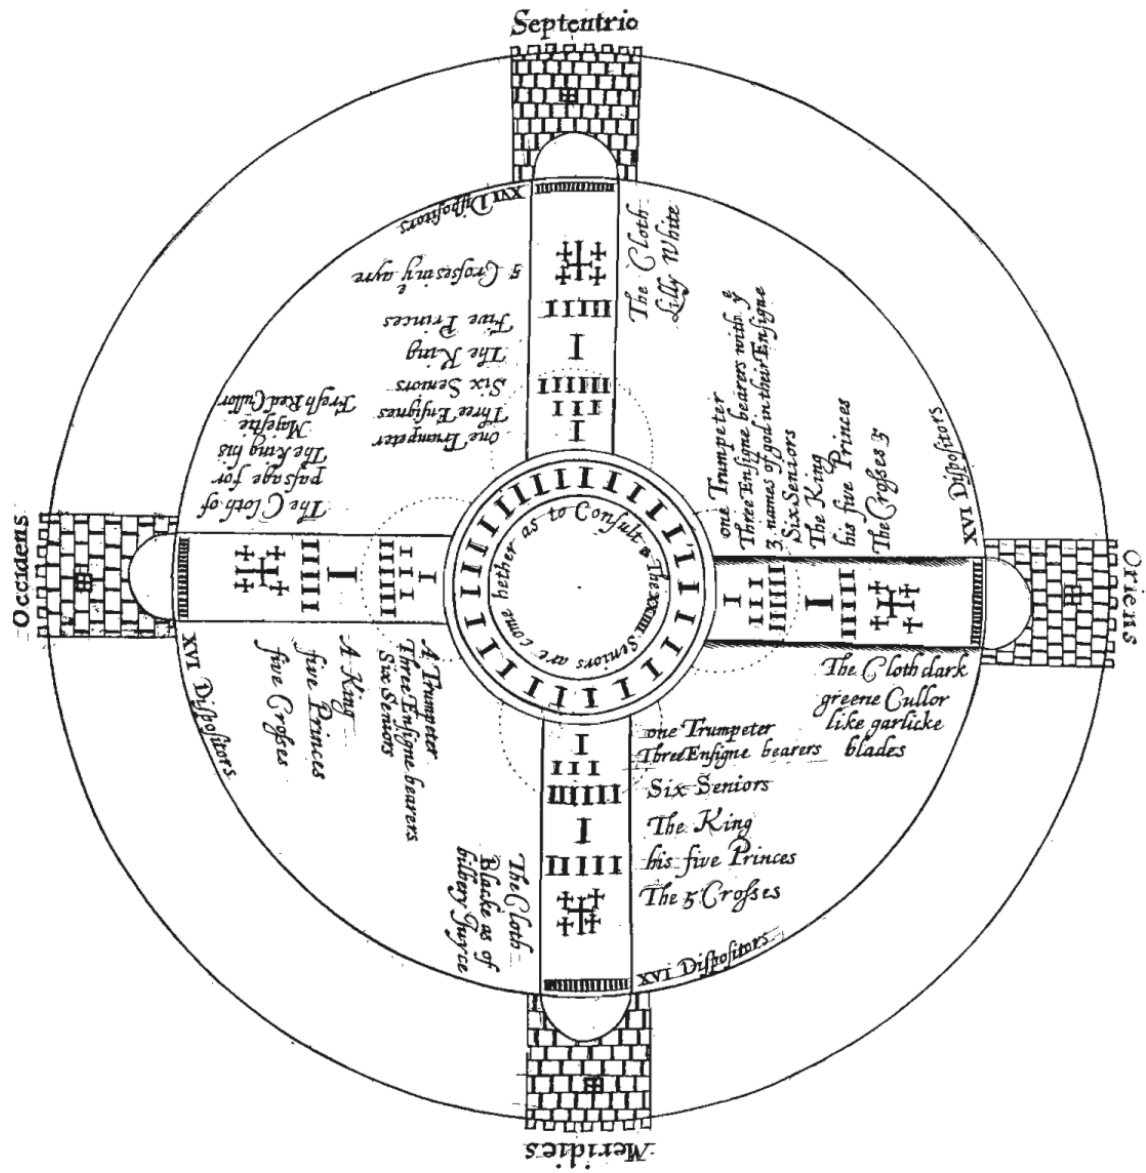 Septentrio
XVI Diſpoſitors
5 Croſses in yͤ ayre
Five Princes
The King
Six Seniors
Three Ensignes
one Trumpeter
The Cloth
Lilly White
one Trumpeter
Three Enſigne bearers with yͤ
3 names of god in their Enſigne
Six Seniors
The King
his five Princes
The Croſſes 5
XVI Diſpoſitors
Oriens
The Cloth dark
greene Cullor
like garlicke
blades
one Trumpeter
Three Enſigne bearers
Six Seniors
The King
his five Princes
The 5 Croſses
XVI Diſpoſitors
Meridies
The Cloth
Blacke as of
bilbery Juyce
A Trumpeter
Three Enſigne bearers
Six Seniors
A King
five Princes
five Croſses
XVI Diſpoſitors
Occidens
The Cloth of
paſsage for
The King his
Majeſtie
Freſh Red Cullor
The XXIIII Seniors are Come hether as to Conſult